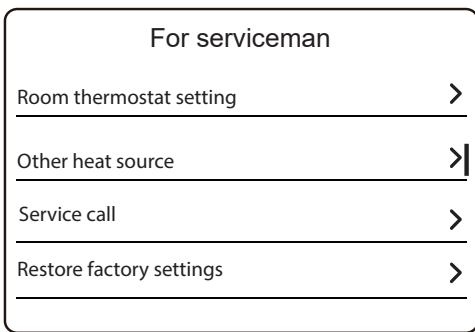 For serviceman
Room thermostat setting
Other heat source
Service call
Restore factory settings